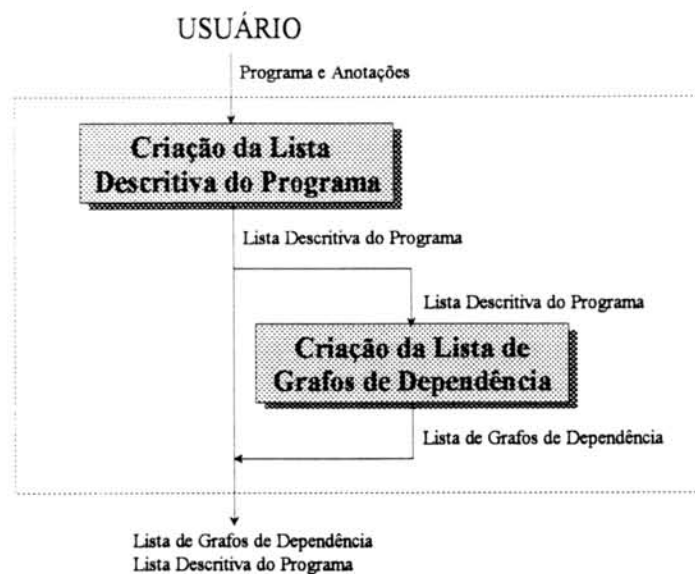 USUÁRIO
Programa e Anotações
Criação da Lista
Descritiva do Programa
Lista Descritiva do Programa
Lista Descritiva do Programa
Criação da Lista de
Grafos de Dependência
Lista de Grafos de Dependência
Lista de Grafos de Dependência
Lista Descritiva do Programa